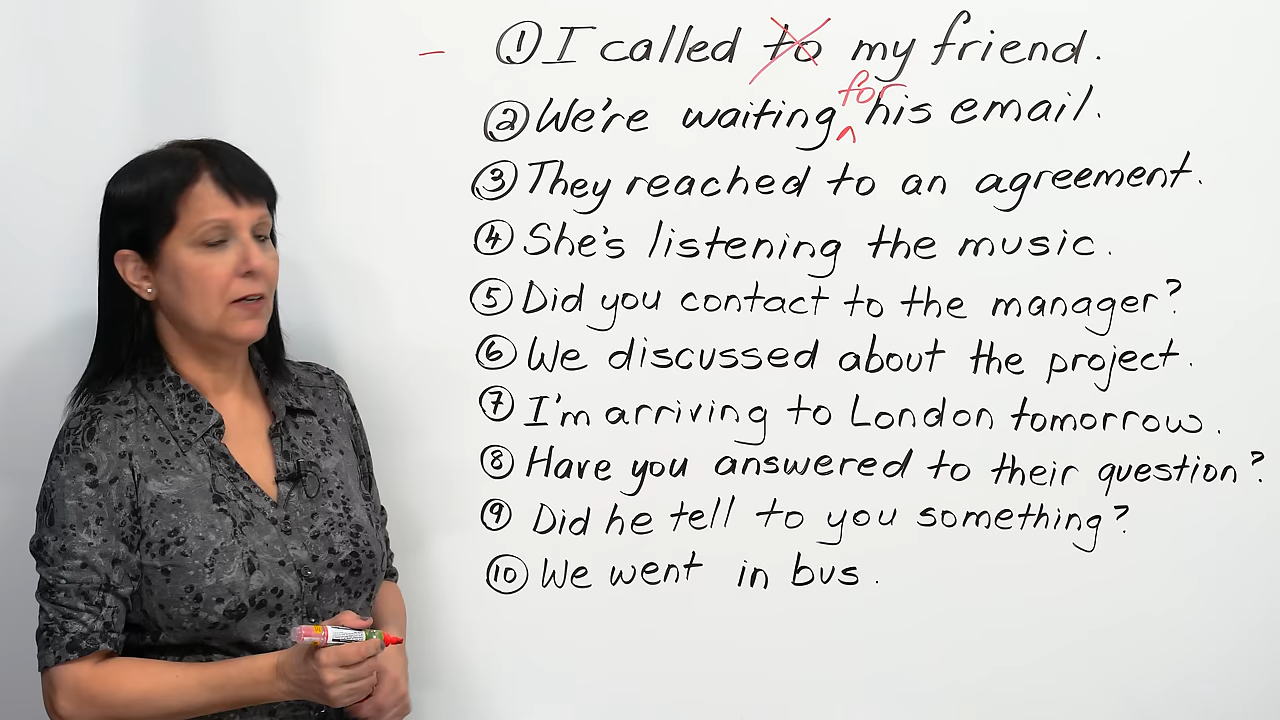 ① I called to my friend.
② We're waiting for his email.
③ They reached to an agreement.
④ She's listening the music.
⑤ Did you contact to the manager?
⑥ We discussed about the project.
⑦ I'm arriving to London tomorrow.
⑧ Have you answered to their question?
⑨ Did he tell to you something?
⑩ We went in bus.